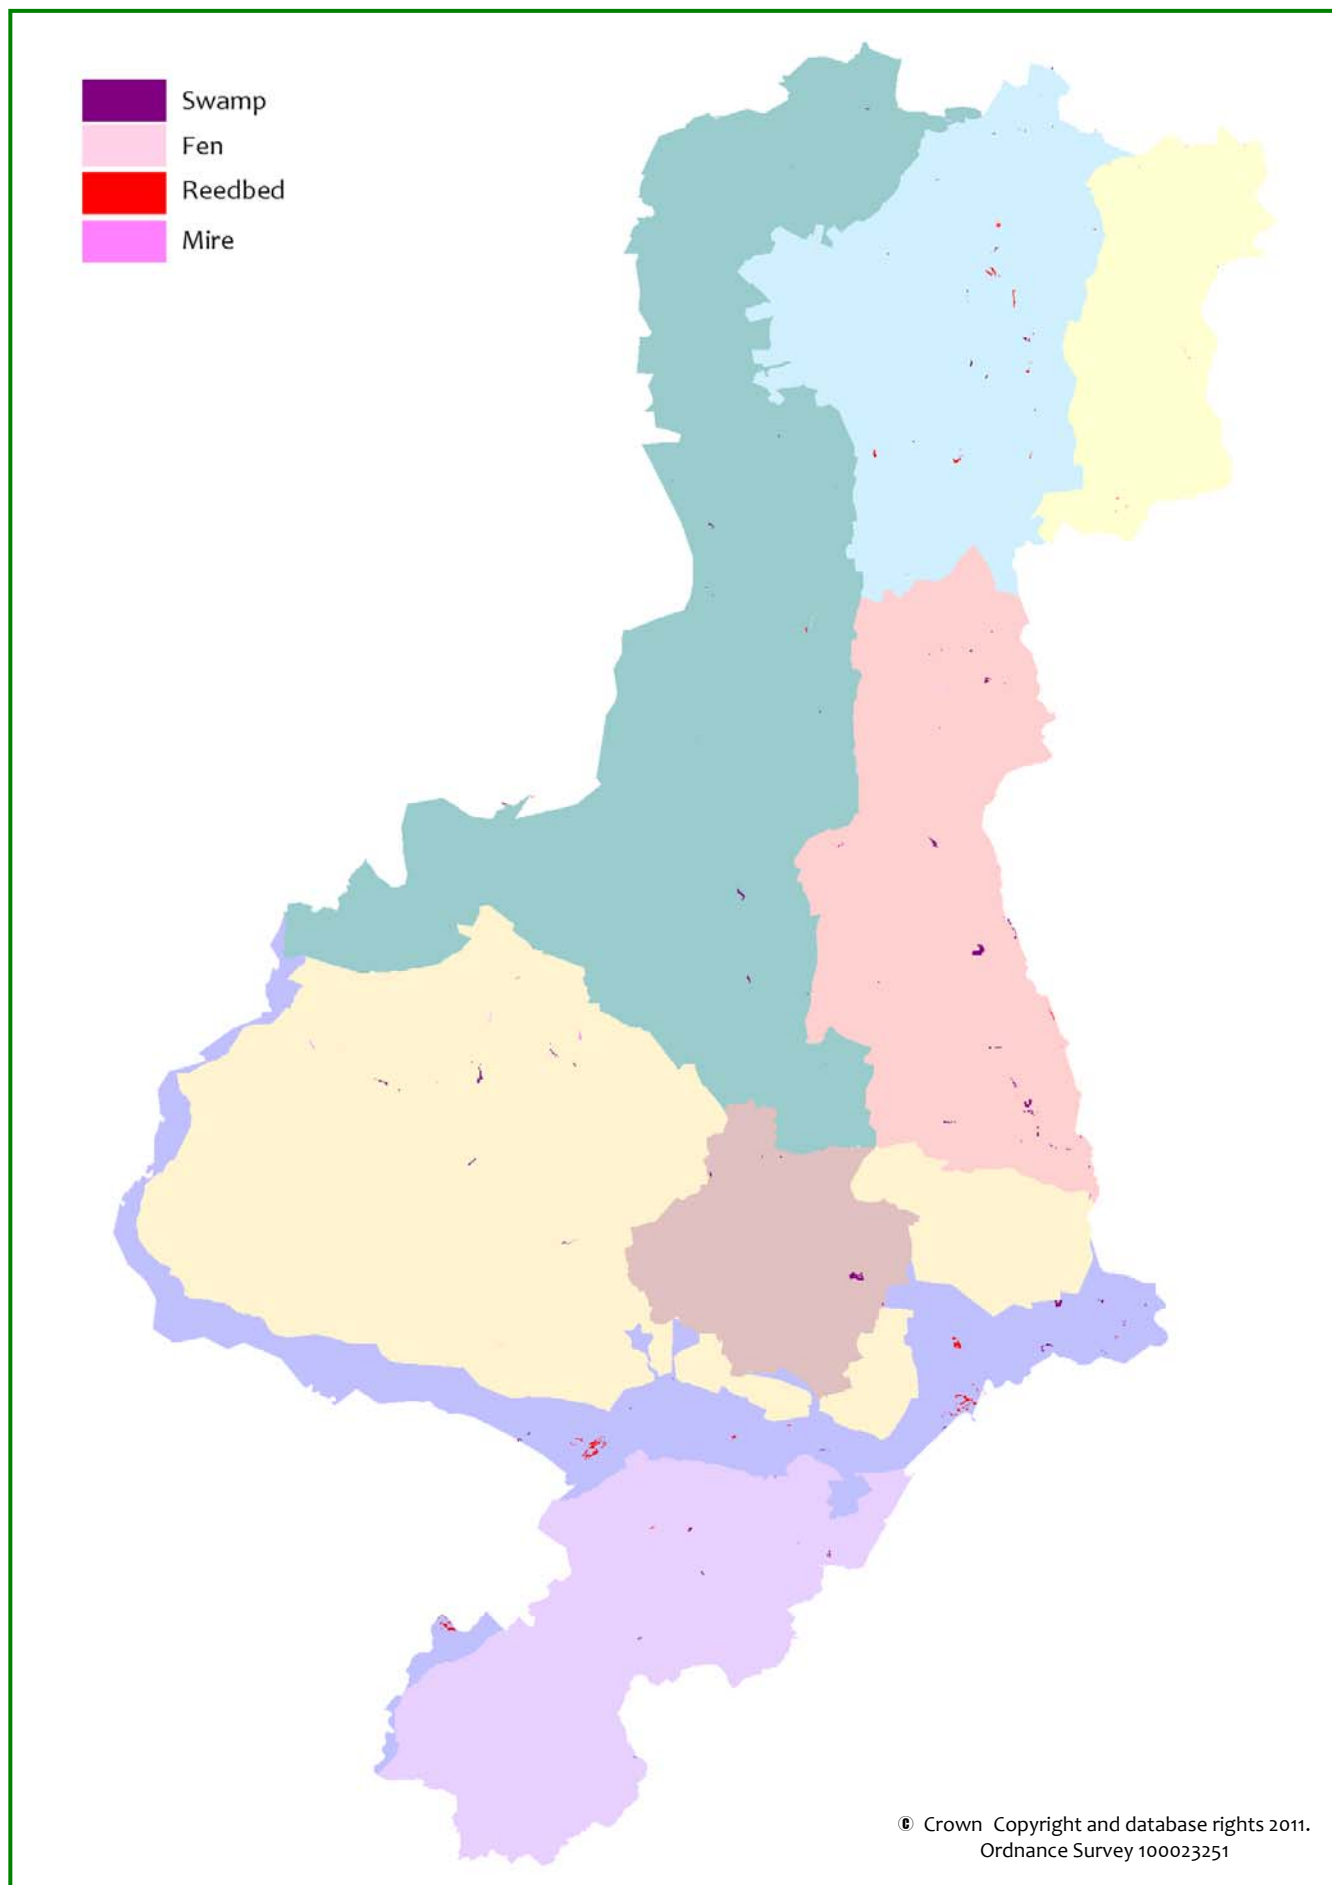 Swamp
Fen
Reedbed
Mire
© Crown Copyright and database rights 2011.
Ordnance Survey 100023251